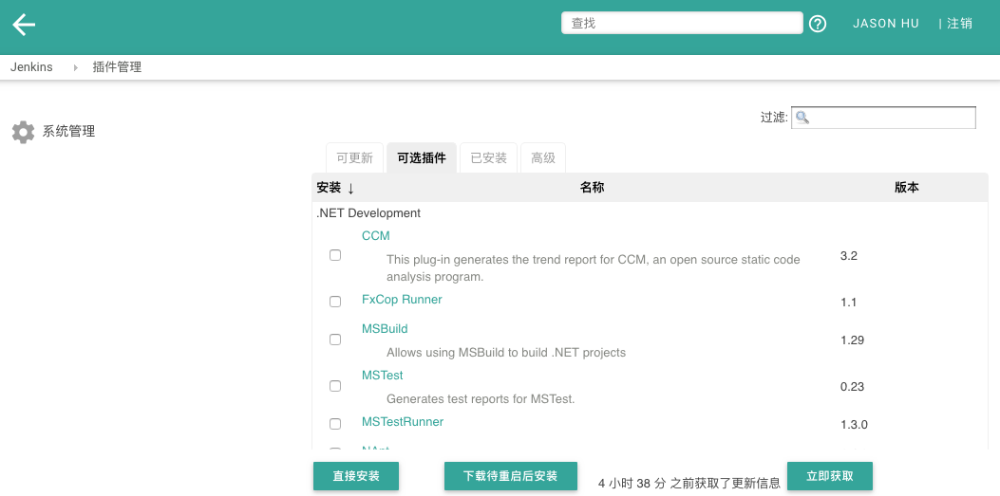 查找
JASON HU | 注销
Jenkins 插件管理
过滤:
系统管理
可更新 可选插件 已安装 高级
安装 ↓ 名称 版本
.NET Development
CCM
This plug-in generates the trend report for CCM, an open source static code
analysis program.
3.2
FxCop Runner
1.1
MSBuild
Allows using MSBuild to build .NET projects
1.29
MSTest
Generates test reports for MSTest.
0.23
MSTestRunner
1.3.0
直接安装 下载待重启后安装 4 小时 38 分 之前获取了更新信息 立即获取